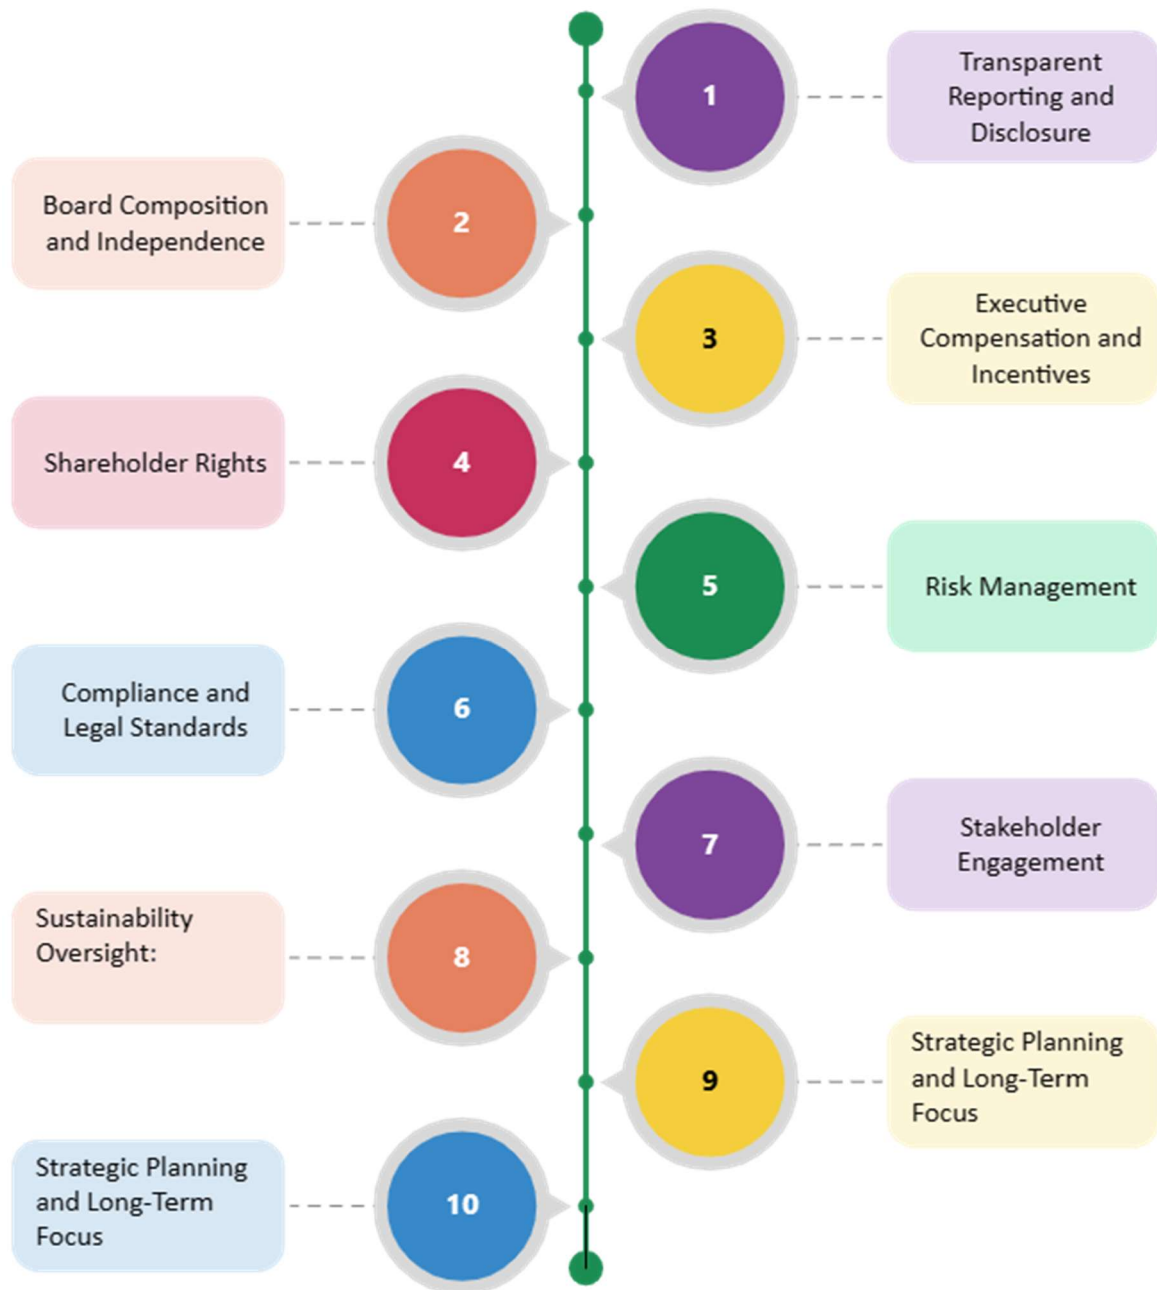 1
Transparent
Reporting and
Disclosure
Board Composition
and Independence
2
3
Executive
Compensation and
Incentives
Shareholder Rights
4
5
Risk Management
Compliance and
Legal Standards
6
7
Stakeholder
Engagement
Sustainability
Oversight:
8
9
Strategic Planning
and Long-Term
Focus
Strategic Planning
and Long-Term
Focus
10